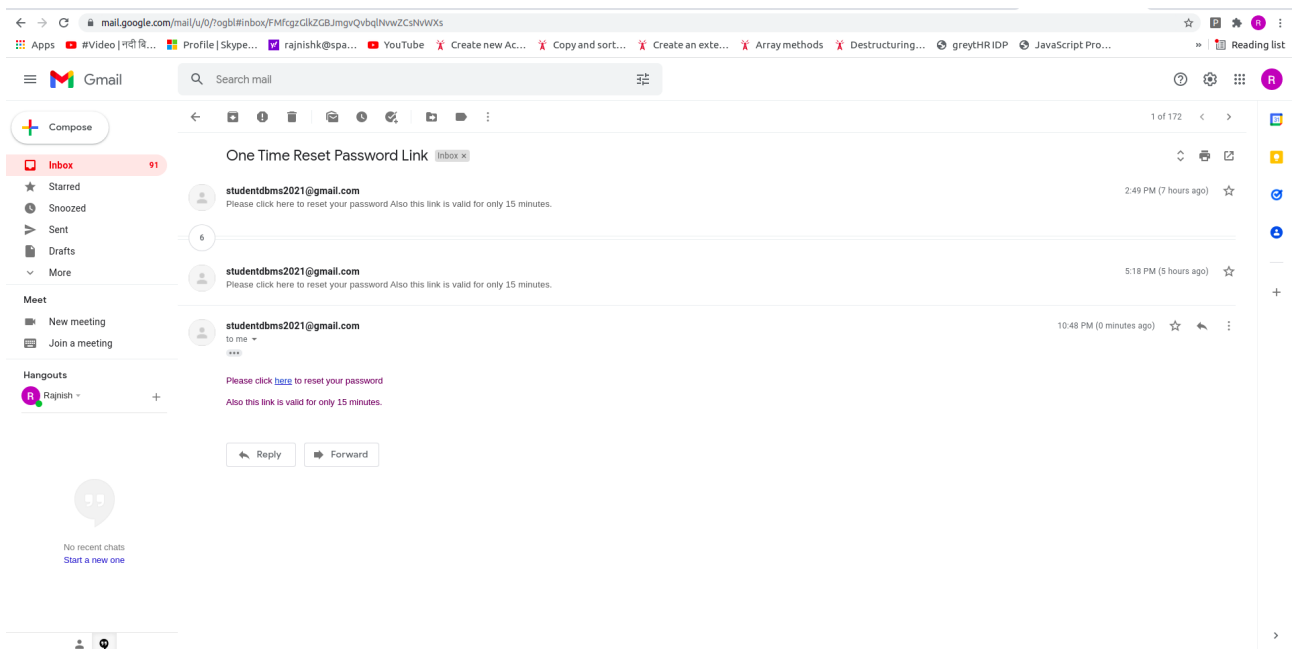 mail.google.com/mail/u/0/?ogbl#inbox/FMfcgzGlkZGBJmgvQvbqlNvwZCsNvWXs
R
Apps #Video | नदी बि... Profile | Skype... rajnishk@spa... YouTube Create new Ac... Copy and sort... Create an exte... Array methods Destructuring... greytHR IDP JavaScript Pro... » Reading list
Gmail Search mail R
Compose 1 of 172
One Time Reset Password Link Inbox ×
Inbox 91
Starred
Snoozed
Sent
Drafts
More
studentdbms2021@gmail.com 2:49 PM (7 hours ago)
Please click here to reset your password Also this link is valid for only 15 minutes.
6
studentdbms2021@gmail.com 5:18 PM (5 hours ago)
Please click here to reset your password Also this link is valid for only 15 minutes.
Meet
New meeting
Join a meeting
studentdbms2021@gmail.com 10:48 PM (0 minutes ago)
to me
Please click here to reset your password
Also this link is valid for only 15 minutes.
Hangouts
R Rajnish +
Reply Forward
No recent chats
Start a new one